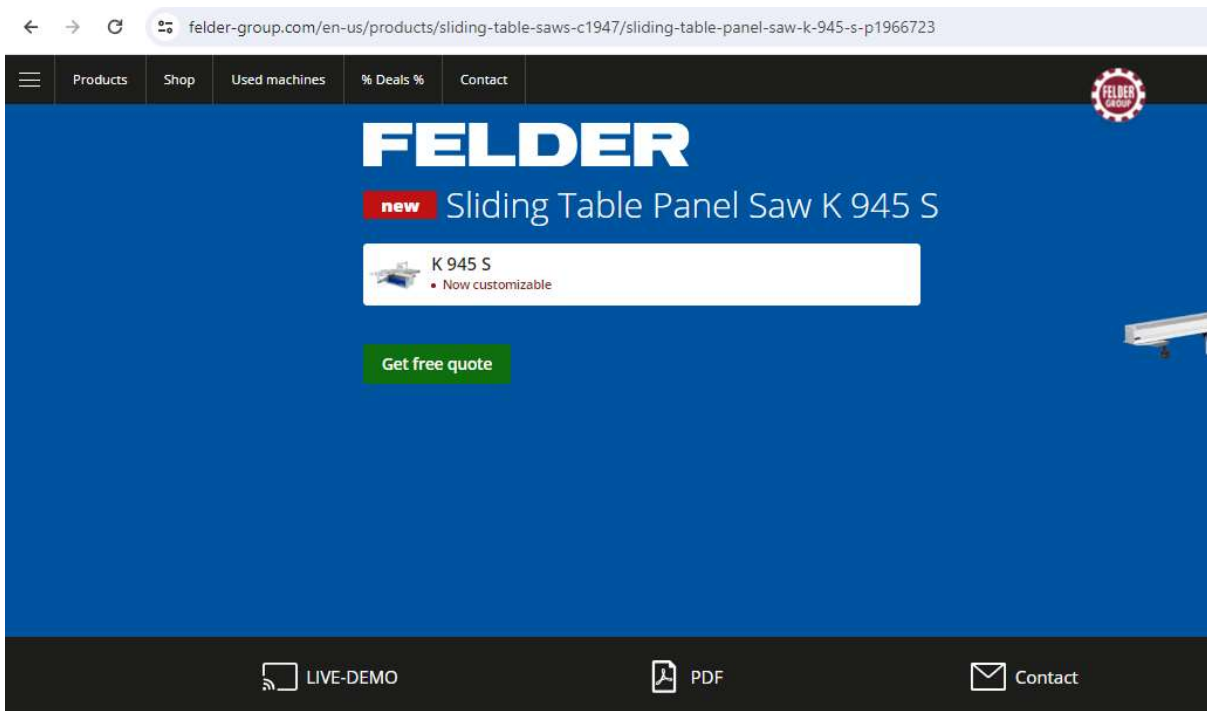 felder-group.com/en-us/products/sliding-table-saws-c1947/sliding-table-panel-saw-k-945-s-p1966723
Products Shop Used machines % Deals % Contact
FELDER GROUP
FELDER
new Sliding Table Panel Saw K 945 S
K 945 S
• Now customizable
Get free quote
LIVE-DEMO PDF Contact